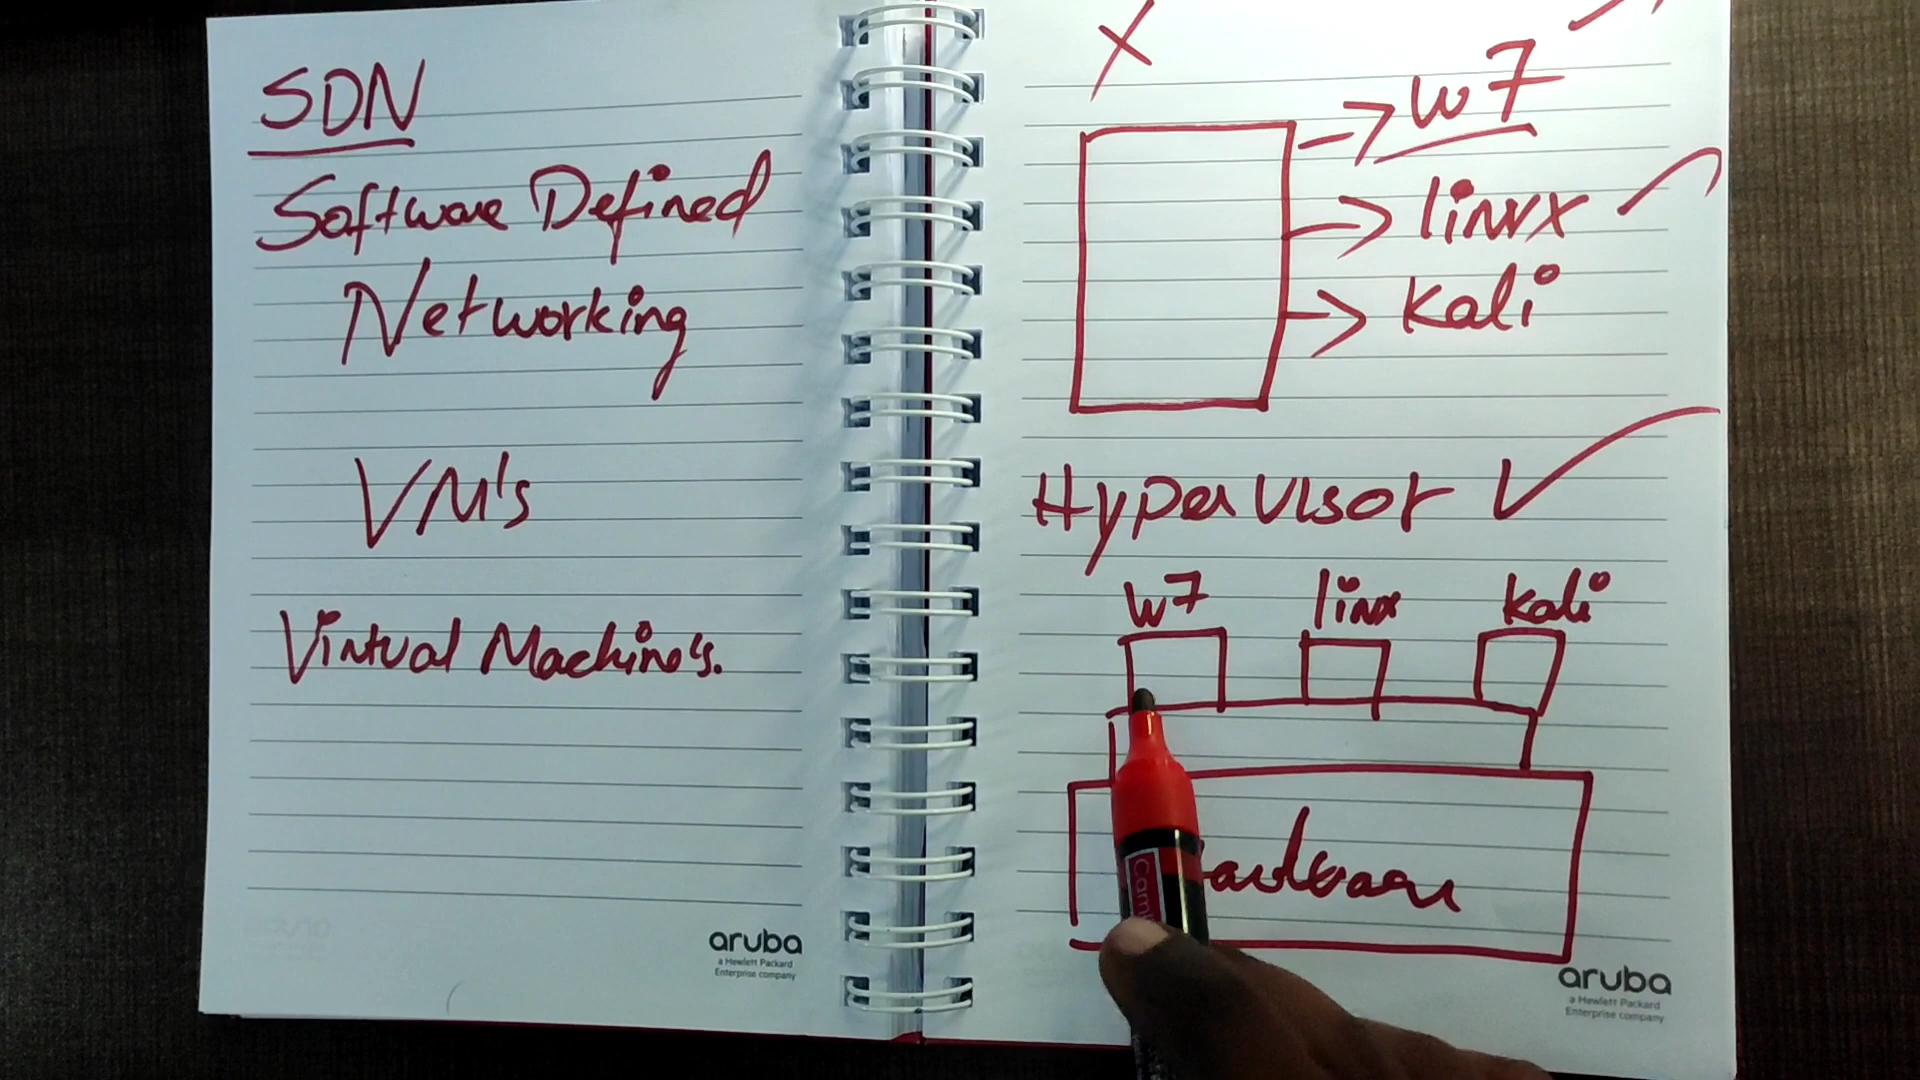 SDN
Software Defined
Networking
VM's
Virtual Machine's.
aruba
a Hewlett Packard
Enterprise company
X
w7
linux
kali
Hypervisor
w7 linx kali
aruba
a Hewlett Packard
Enterprise company